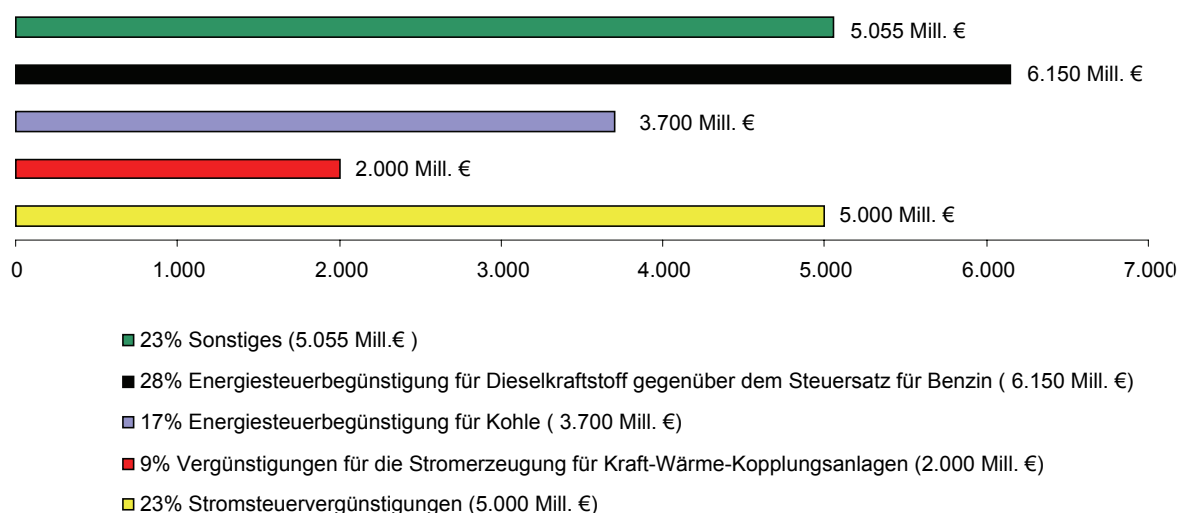 5.055 Mill. €
6.150 Mill. €
3.700 Mill. €
2.000 Mill. €
5.000 Mill. €
0 1.000 2.000 3.000 4.000 5.000 6.000 7.000
23% Sonstiges (5.055 Mill.€ )
28% Energiesteuerbegünstigung für Dieselkraftstoff gegenüber dem Steuersatz für Benzin ( 6.150 Mill. €)
17% Energiesteuerbegünstigung für Kohle ( 3.700 Mill. €)
9% Vergünstigungen für die Stromerzeugung für Kraft-Wärme-Kopplungsanlagen (2.000 Mill. €)
23% Stromsteuervergünstigungen (5.000 Mill. €)